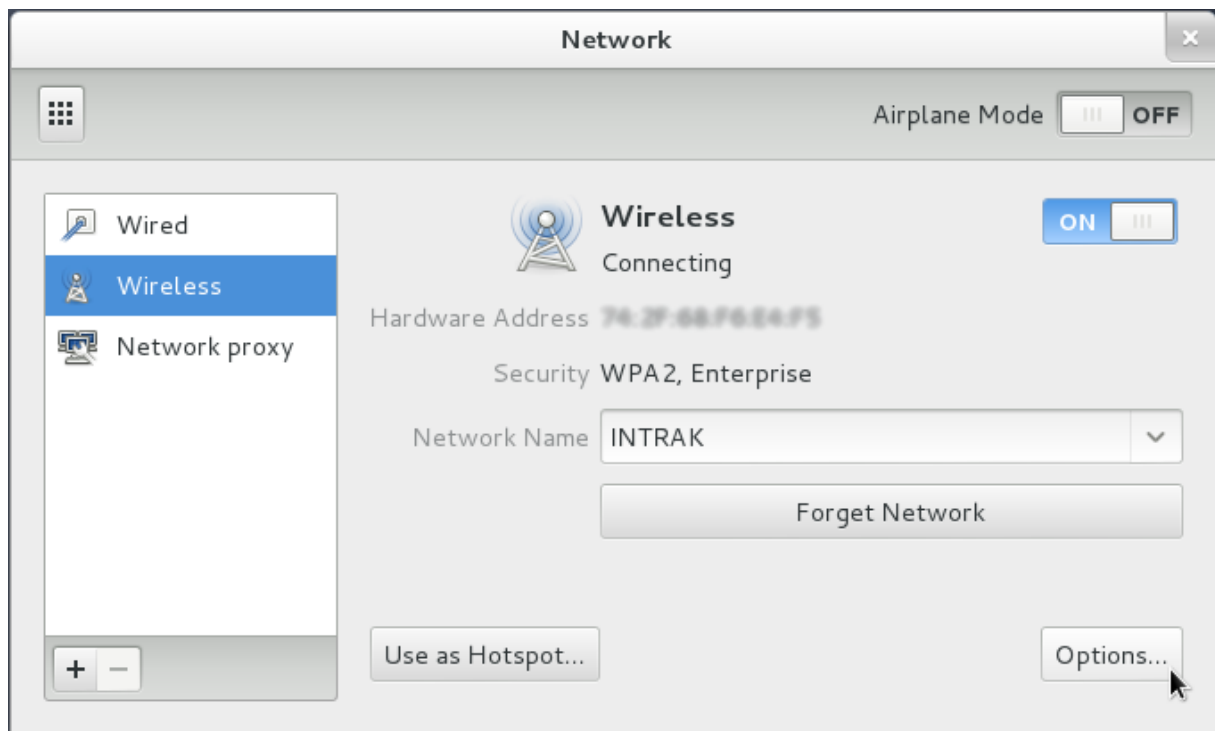 Network
Airplane Mode OFF
Wired
Wireless
Network proxy
Wireless ON
Connecting
Hardware Address
Security WPA2, Enterprise
Network Name INTRAK
Forget Network
Use as Hotspot...
Options...